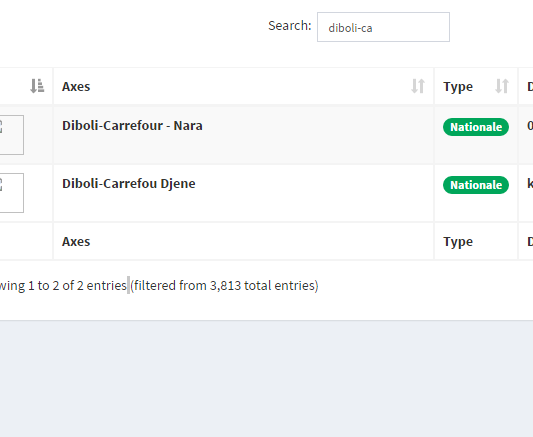 Search: diboli-ca
Axes Type D
Diboli-Carrefour - Nara Nationale 0
Diboli-Carrefou Djene Nationale k
Axes Type D
wing 1 to 2 of 2 entries (filtered from 3,813 total entries)